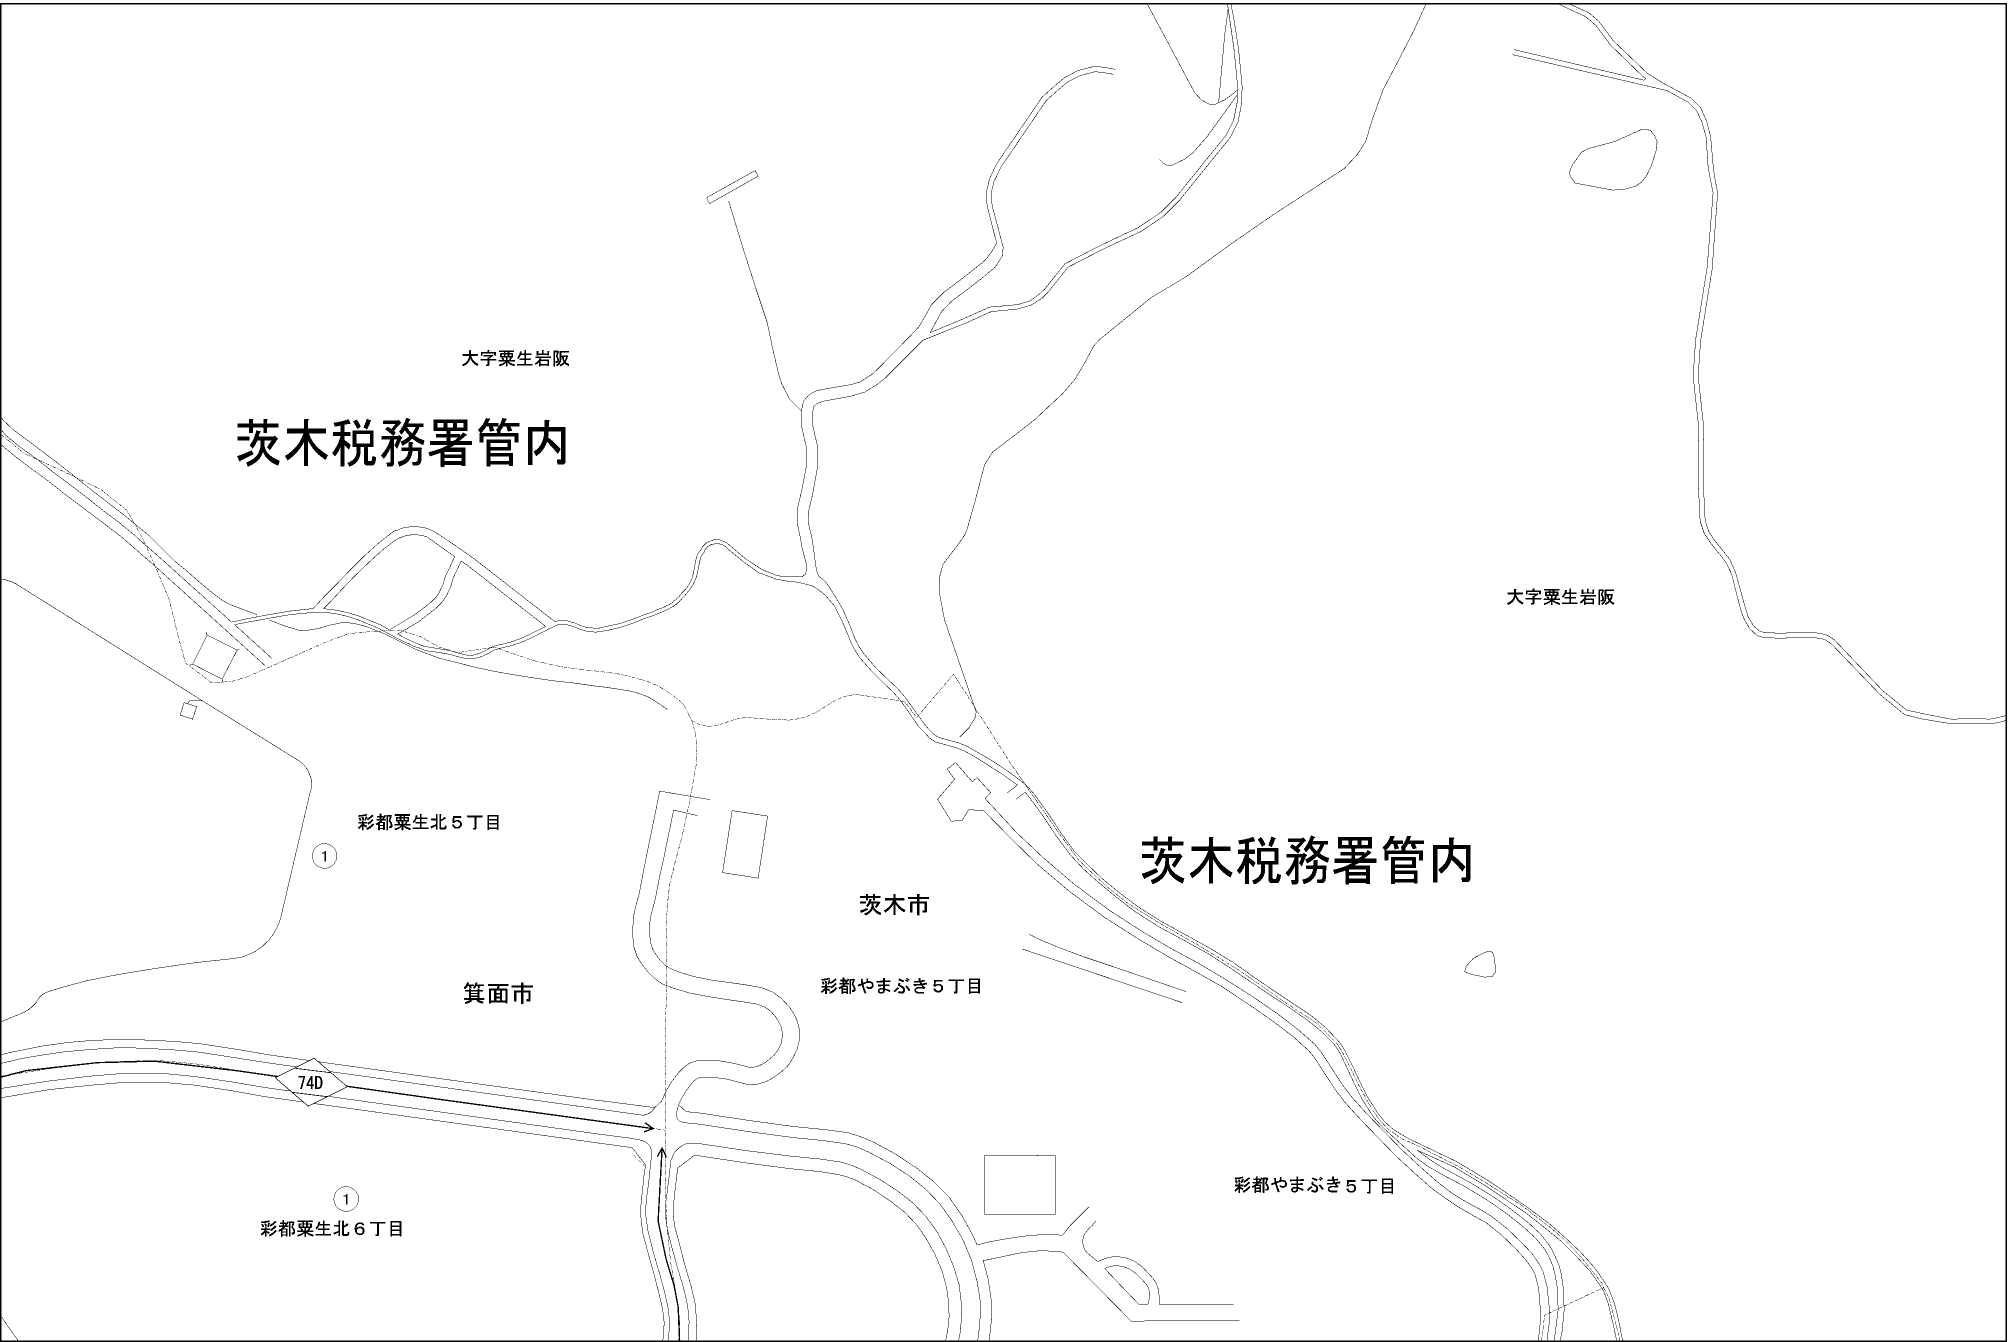 大字粟生岩阪
茨木税務署管内
大字粟生岩阪
彩都粟生北５丁目
1
茨木税務署管内
茨木市
彩都やまぶき５丁目
箕面市
74D
彩都やまぶき５丁目
1
彩都粟生北６丁目